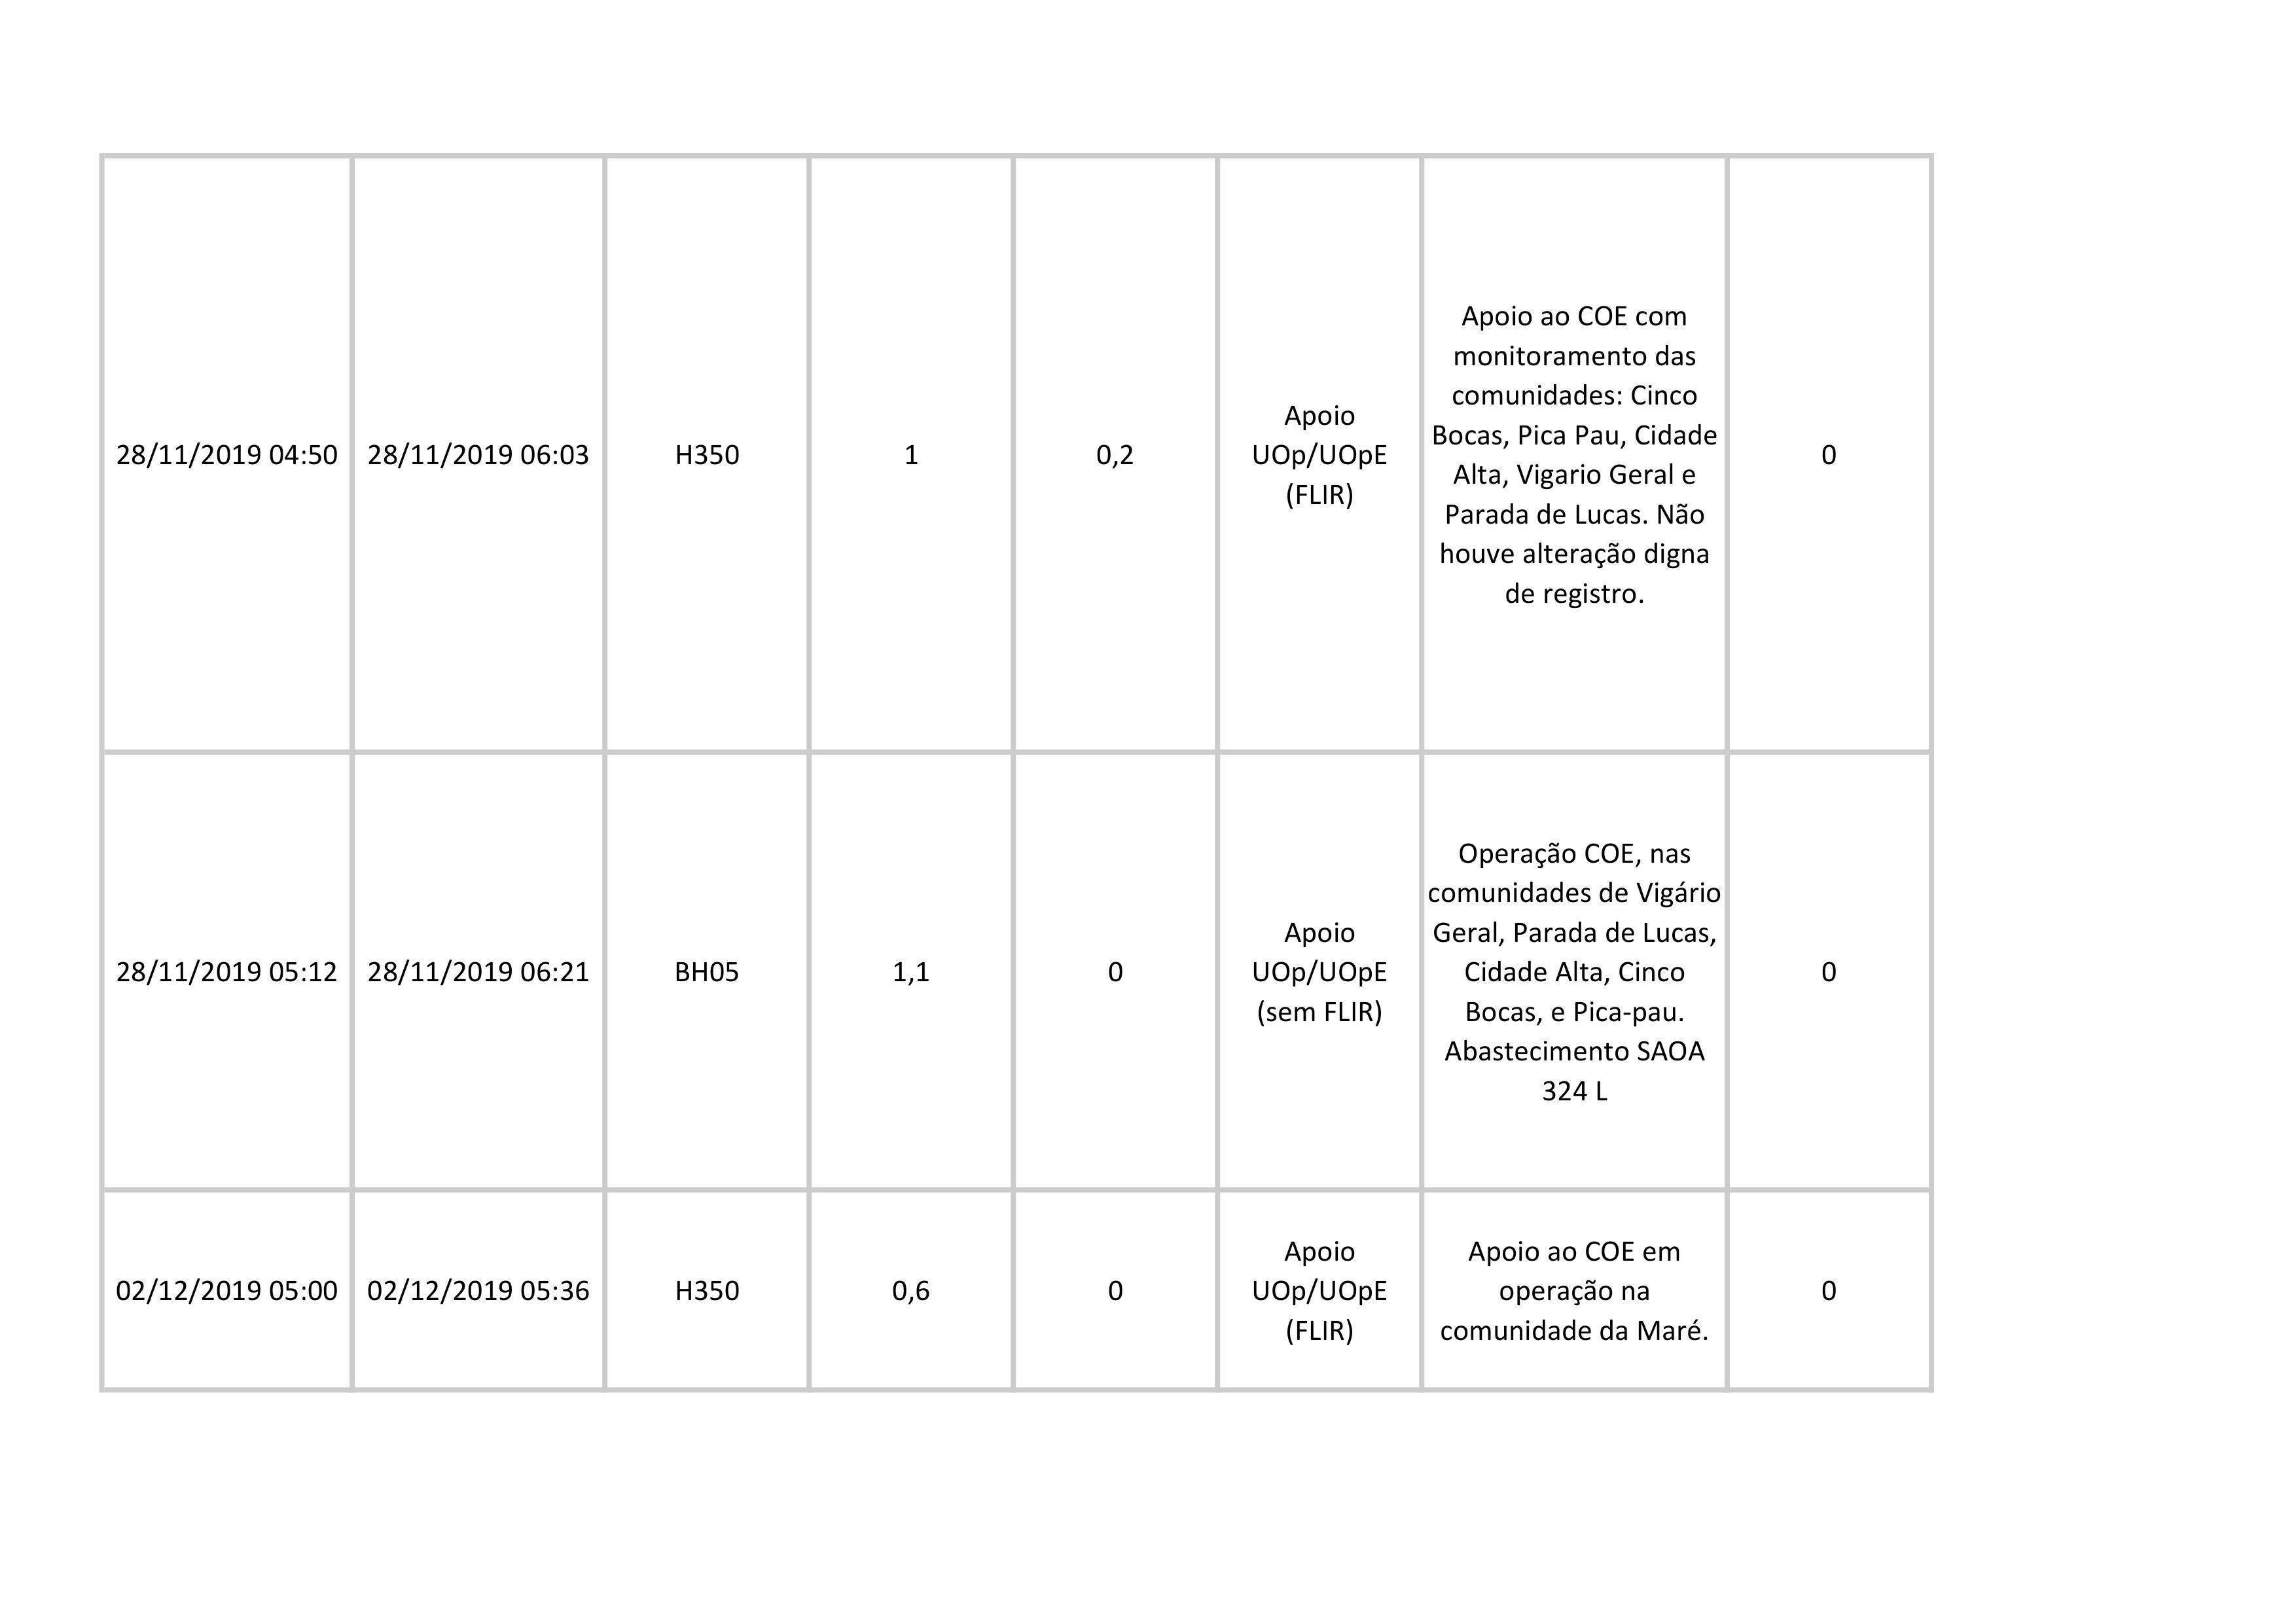 28/11/2019 04:50
28/11/2019 06:03
H350
1
0,2
Apoio
UOp/UOpE
(FLIR)
Apoio ao COE com
monitoramento das
comunidades: Cinco
Bocas, Pica Pau, Cidade
Alta, Vigario Geral e
Parada de Lucas. Não
houve alteração digna
de registro.
0
28/11/2019 05:12
28/11/2019 06:21
BH05
1,1
0
Apoio
UOp/UOpE
(sem FLIR)
Operação COE, nas
comunidades de Vigário
Geral, Parada de Lucas,
Cidade Alta, Cinco
Bocas, e Pica-pau.
Abastecimento SAOA
324 L
0
02/12/2019 05:00
02/12/2019 05:36
H350
0,6
0
Apoio
UOp/UOpE
(FLIR)
Apoio ao COE em
operação na
comunidade da Maré.
0